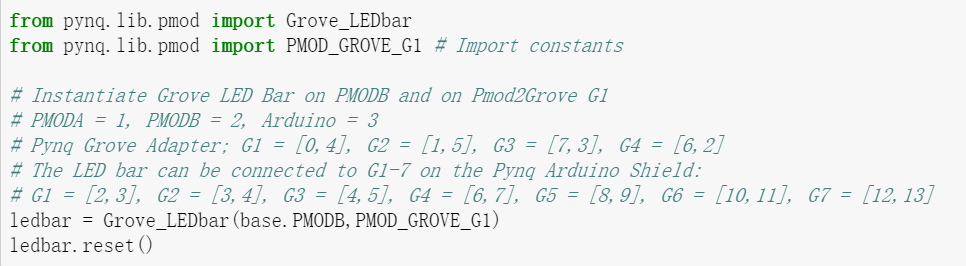 from pynq.lib.pmod import Grove_LEDbar
from pynq.lib.pmod import PMOD_GROVE_G1 # Import constants
# Instantiate Grove LED Bar on PMODB and on Pmod2Grove G1
# PMODA = 1, PMODB = 2, Arduino = 3
# Pynq Grove Adapter; G1 = [0,4], G2 = [1,5], G3 = [7,3], G4 = [6,2]
# The LED bar can be connected to G1-7 on the Pynq Arduino Shield:
# G1 = [2,3], G2 = [3,4], G3 = [4,5], G4 = [6,7], G5 = [8,9], G6 = [10,11], G7 = [12,13]
ledbar = Grove_LEDbar(base.PMODB,PMOD_GROVE_G1)
ledbar.reset()